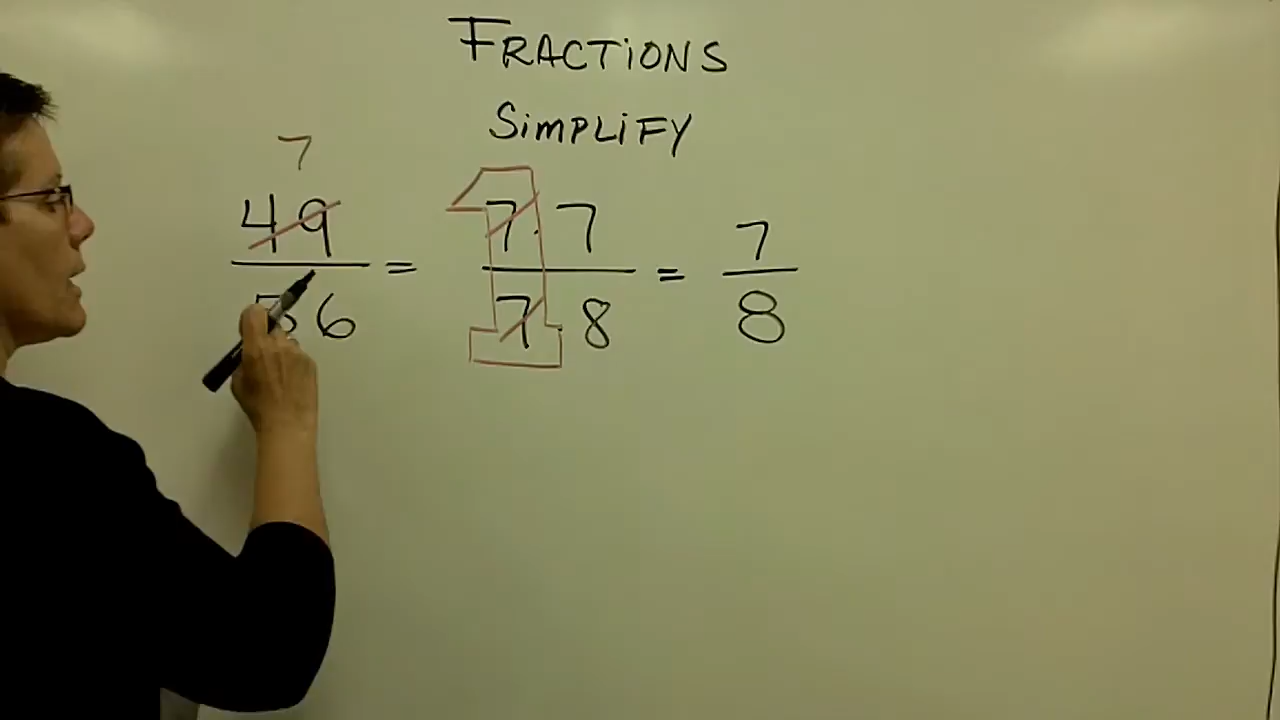 FRACTIONS
SiMPLiFY
7
49/56 = 7·7/7·8 = 7/8